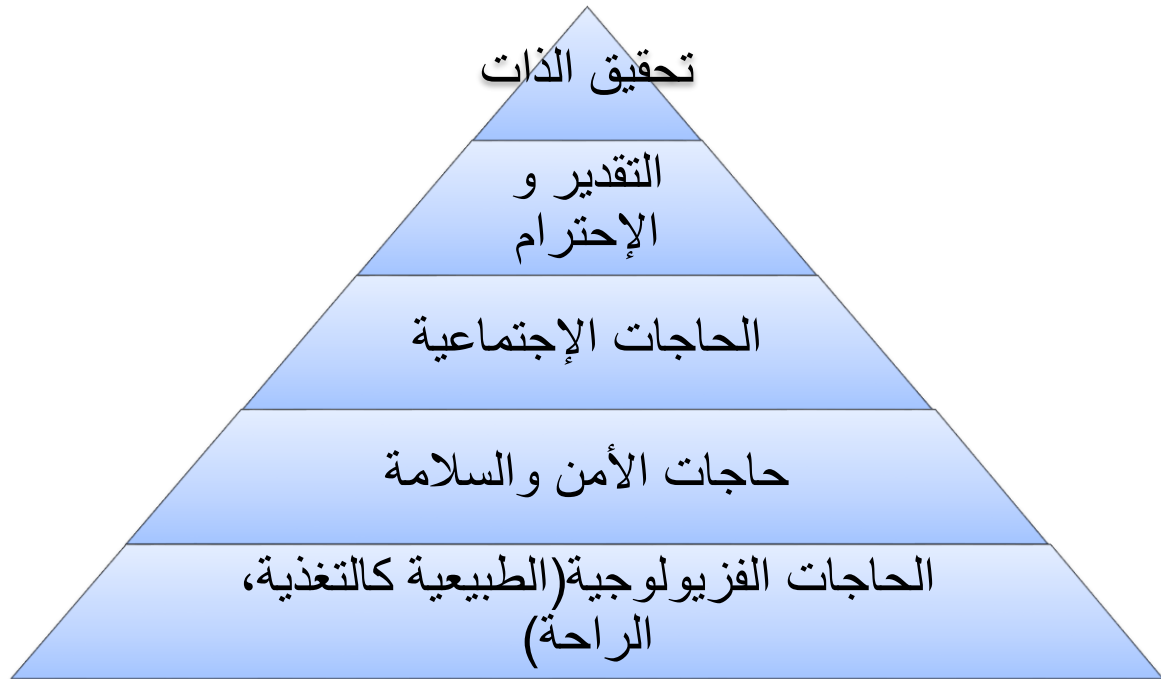 تحقيق الذات
التقدير و
الإحترام
الحاجات الإجتماعية
حاجات الأمن والسلامة
الحاجات الفزيولوجية(الطبيعية كالتغذية،
الراحة)